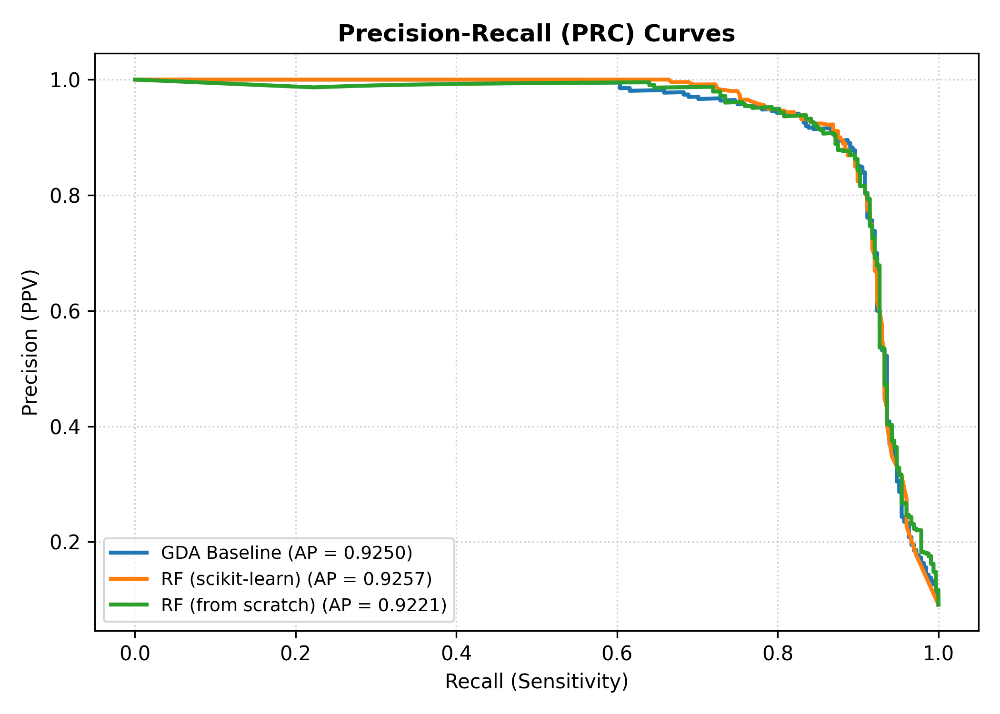 Precision-Recall (PRC) Curves
1.0
0.8
0.6
0.4
0.2
Precision (PPV)
GDA Baseline (AP = 0.9250)
RF (scikit-learn) (AP = 0.9257)
RF (from scratch) (AP = 0.9221)
0.0 0.2 0.4 0.6 0.8 1.0
Recall (Sensitivity)